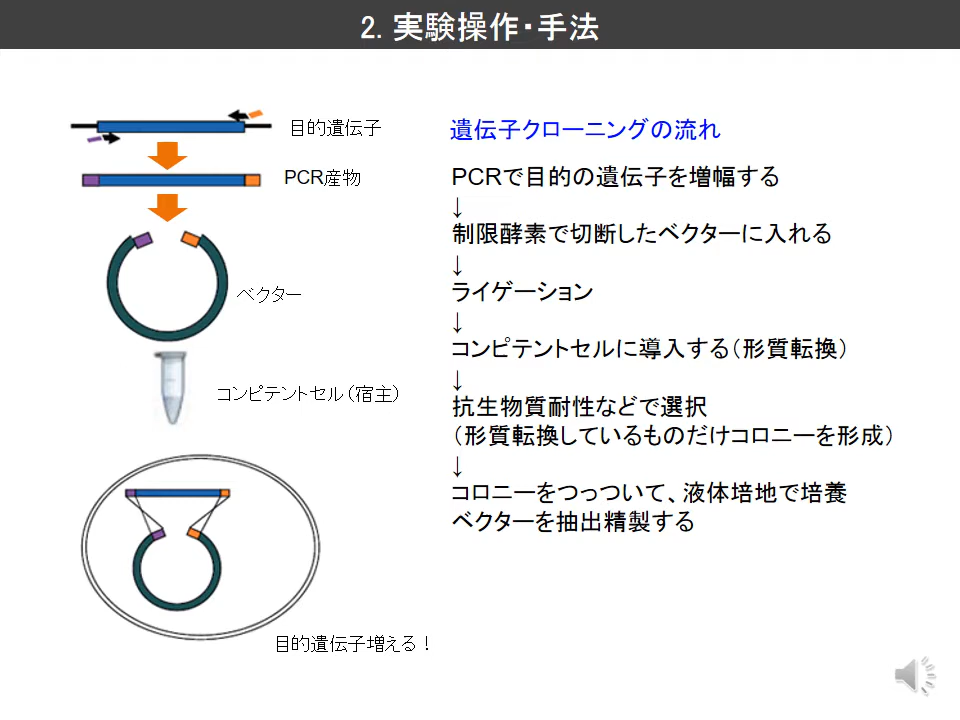 2. 実験操作・手法
目的遺伝子
PCR産物
ベクター
コンピテントセル（宿主）
目的遺伝子増える！
遺伝子クローニングの流れ
PCRで目的の遺伝子を増幅する
↓
制限酵素で切断したベクターに入れる
↓
ライゲーション
↓
コンピテントセルに導入する（形質転換）
↓
抗生物質耐性などで選択
（形質転換しているものだけコロニーを形成）
↓
コロニーをつっついて、液体培地で培養
ベクターを抽出精製する